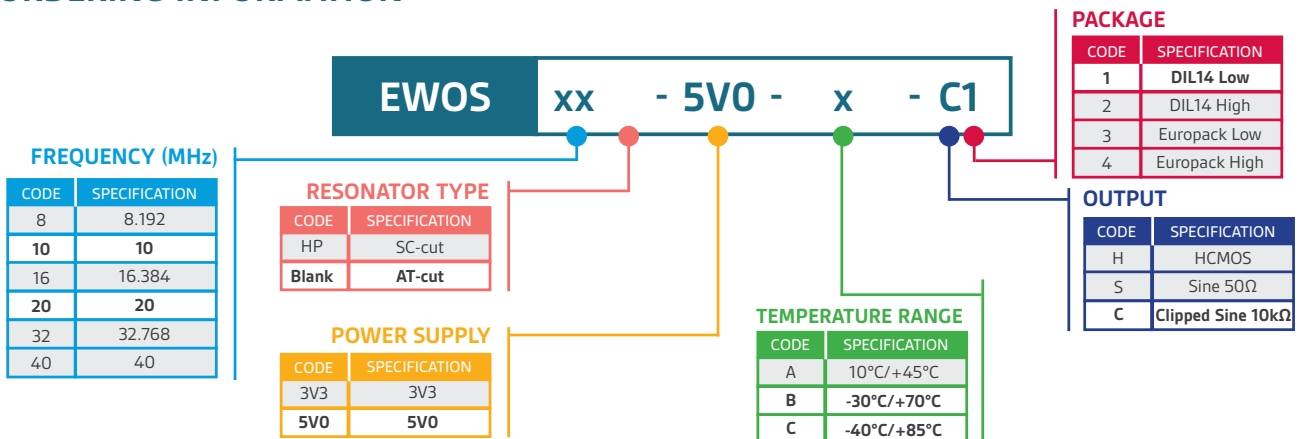 PACKAGE
CODE SPECIFICATION
1 DIL14 Low
2 DIL14 High
3 Europack Low
4 Europack High
EWOS xx - 5V0 - x - C1
FREQUENCY (MHz)
CODE SPECIFICATION
8 8.192
10 10
16 16.384
20 20
32 32.768
40 40
RESONATOR TYPE
CODE SPECIFICATION
HP SC-cut
Blank AT-cut
OUTPUT
CODE SPECIFICATION
H HCMOS
S Sine 50Ω
C Clipped Sine 10kΩ
POWER SUPPLY
CODE SPECIFICATION
3V3 3V3
5V0 5V0
TEMPERATURE RANGE
CODE SPECIFICATION
A 10°C/+45°C
B -30°C/+70°C
C -40°C/+85°C